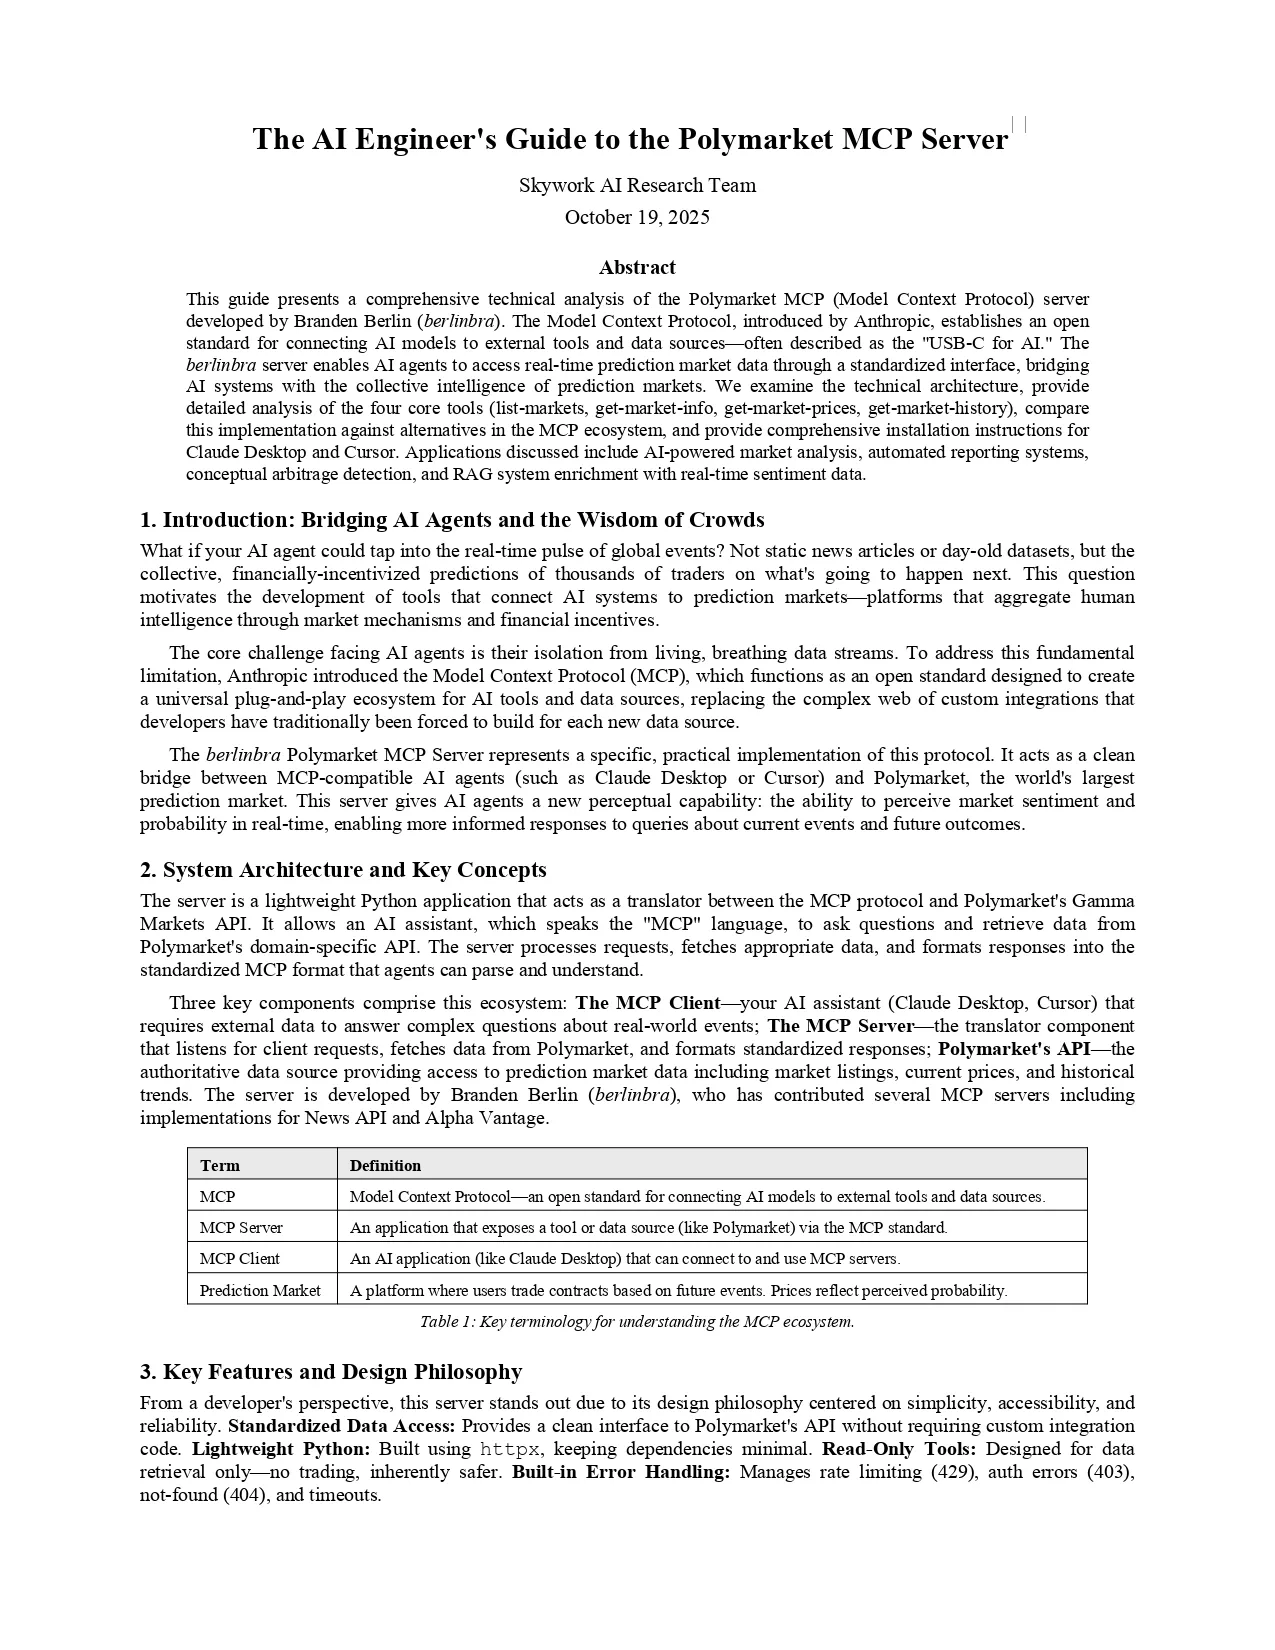 The AI Engineer's Guide to the Polymarket MCP Server
Skywork AI Research Team
October 19, 2025
Abstract
This guide presents a comprehensive technical analysis of the Polymarket MCP (Model Context Protocol) server
developed by Branden Berlin (berlinbra). The Model Context Protocol, introduced by Anthropic, establishes an open
standard for connecting AI models to external tools and data sources—often described as the "USB-C for AI." The
berlinbra server enables AI agents to access real-time prediction market data through a standardized interface, bridging
AI systems with the collective intelligence of prediction markets. We examine the technical architecture, provide
detailed analysis of the four core tools (list-markets, get-market-info, get-market-prices, get-market-history), compare
this implementation against alternatives in the MCP ecosystem, and provide comprehensive installation instructions for
Claude Desktop and Cursor. Applications discussed include AI-powered market analysis, automated reporting systems,
conceptual arbitrage detection, and RAG system enrichment with real-time sentiment data.
1. Introduction: Bridging AI Agents and the Wisdom of Crowds
What if your AI agent could tap into the real-time pulse of global events? Not static news articles or day-old datasets, but the
collective, financially-incentivized predictions of thousands of traders on what's going to happen next. This question
motivates the development of tools that connect AI systems to prediction markets—platforms that aggregate human
intelligence through market mechanisms and financial incentives.
The core challenge facing AI agents is their isolation from living, breathing data streams. To address this fundamental
limitation, Anthropic introduced the Model Context Protocol (MCP), which functions as an open standard designed to create
a universal plug-and-play ecosystem for AI tools and data sources, replacing the complex web of custom integrations that
developers have traditionally been forced to build for each new data source.
The berlinbra Polymarket MCP Server represents a specific, practical implementation of this protocol. It acts as a clean
bridge between MCP-compatible AI agents (such as Claude Desktop or Cursor) and Polymarket, the world's largest
prediction market. This server gives AI agents a new perceptual capability: the ability to perceive market sentiment and
probability in real-time, enabling more informed responses to queries about current events and future outcomes.
2. System Architecture and Key Concepts
The server is a lightweight Python application that acts as a translator between the MCP protocol and Polymarket's Gamma
Markets API. It allows an AI assistant, which speaks the "MCP" language, to ask questions and retrieve data from
Polymarket's domain-specific API. The server processes requests, fetches appropriate data, and formats responses into the
standardized MCP format that agents can parse and understand.
Three key components comprise this ecosystem: The MCP Client—your AI assistant (Claude Desktop, Cursor) that
requires external data to answer complex questions about real-world events; The MCP Server—the translator component
that listens for client requests, fetches data from Polymarket, and formats standardized responses; Polymarket's API—the
authoritative data source providing access to prediction market data including market listings, current prices, and historical
trends. The server is developed by Branden Berlin (berlinbra), who has contributed several MCP servers including
implementations for News API and Alpha Vantage.
Term Definition
MCP Model Context Protocol—an open standard for connecting AI models to external tools and data sources.
MCP Server An application that exposes a tool or data source (like Polymarket) via the MCP standard.
MCP Client An AI application (like Claude Desktop) that can connect to and use MCP servers.
Prediction Market A platform where users trade contracts based on future events. Prices reflect perceived probability.
Table 1: Key terminology for understanding the MCP ecosystem.
3. Key Features and Design Philosophy
From a developer's perspective, this server stands out due to its design philosophy centered on simplicity, accessibility, and
reliability. Standardized Data Access: Provides a clean interface to Polymarket's API without requiring custom integration
code. Lightweight Python: Built using httpx, keeping dependencies minimal. Read-Only Tools: Designed for data
retrieval only—no trading, inherently safer. Built-in Error Handling: Manages rate limiting (429), auth errors (403),
not-found (404), and timeouts.